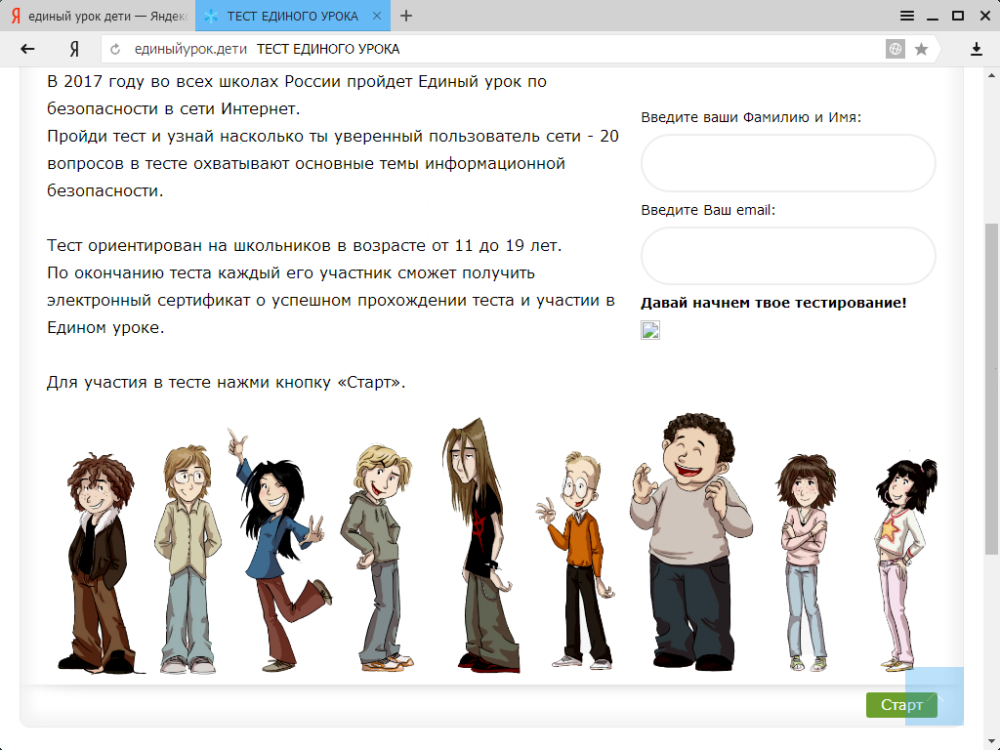 единый урок дети — Яндекс
ТЕСТ ЕДИНОГО УРОКА
единыйурок.дети ТЕСТ ЕДИНОГО УРОКА
В 2017 году во всех школах России пройдет Единый урок по
безопасности в сети Интернет.
Пройди тест и узнай насколько ты уверенный пользователь сети - 20
вопросов в тесте охватывают основные темы информационной
безопасности.
Тест ориентирован на школьников в возрасте от 11 до 19 лет.
По окончанию теста каждый его участник сможет получить
электронный сертификат о успешном прохождении теста и участии в
Едином уроке.
Для участия в тесте нажми кнопку «Старт».
Введите ваши Фамилию и Имя:
Введите Ваш email:
Давай начнем твое тестирование!
Старт